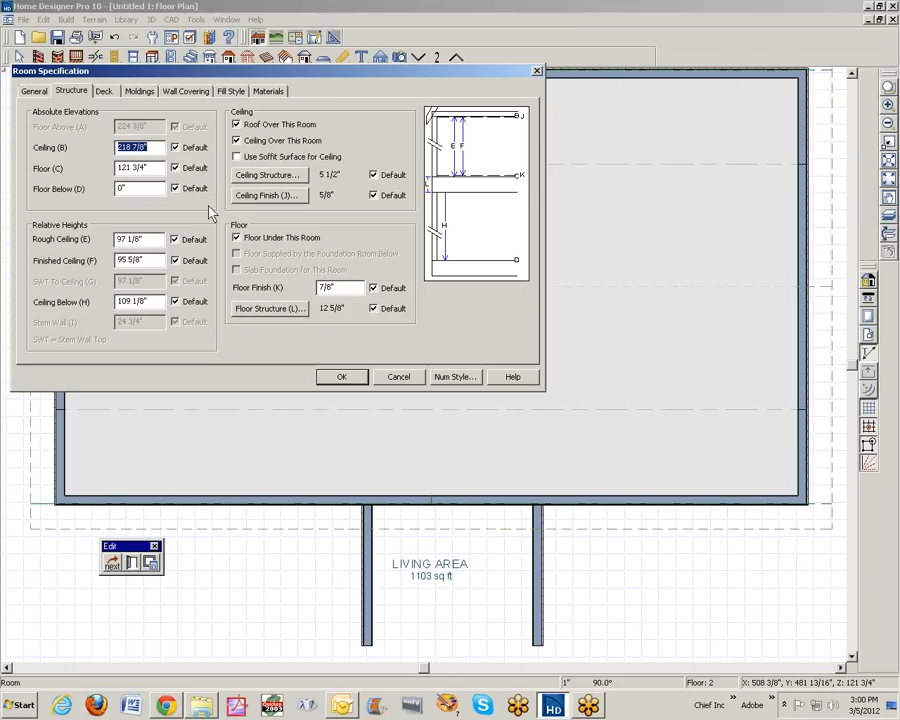 Home Designer Pro 10 - [Floor Plan]
File Edit Build Terrain Library 3D CAD Tools Window Help
2
Room Specification
General Structure Deck Moldings Wall Covering Fill Style Materials
Absolute Elevations
Floor Above (A) 224 3/8" Default
Ceiling (B) 218 7/8" Default
Floor (C) 121 3/4" Default
Floor Below (D) 0" Default
Relative Heights
Rough Ceiling (E) 97 1/8" Default
Finished Ceiling (F) 95 5/8" Default
SWT To Ceiling (G) 97 1/8" Default
Ceiling Below (H) 109 1/8" Default
Stem Wall (I) 24 3/4" Default
SWT = Stem Wall Top
Ceiling
Roof Over This Room
Ceiling Over This Room
Use Soffit Surface for Ceiling
Ceiling Structure... 5 1/2" Default
Ceiling Finish (J)... 5/8" Default
Floor
Floor Under This Room
Floor Supplied by the Foundation Room Below
Slab Foundation for This Room
Floor Finish (K) 7/8" Default
Floor Structure (L)... 12 5/8" Default
J
E F
K
L
H
D
OK Cancel Num Style... Help
Edit
next
LIVING AREA
1103 sq ft
Room 1" 90.0° Floor: 2 X: 508 3/8", Y: 481 13/16", Z: 121 3/4"
Start Chief Inc » Adobe » 3:00 PM
3/5/2012